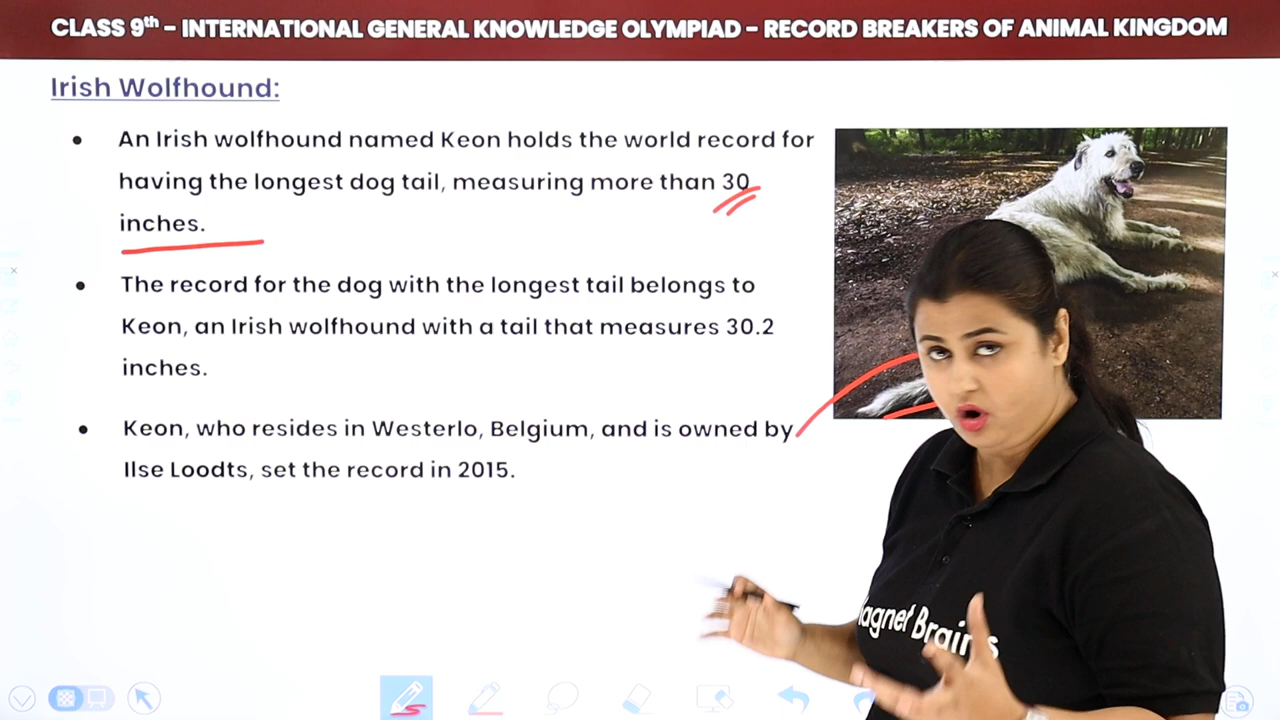 CLASS 9th – INTERNATIONAL GENERAL KNOWLEDGE OLYMPIAD – RECORD BREAKERS OF ANIMAL KINGDOM
Irish Wolfhound:
• An Irish wolfhound named Keon holds the world record for
having the longest dog tail, measuring more than 30
inches.
• The record for the dog with the longest tail belongs to
Keon, an Irish wolfhound with a tail that measures 30.2
inches.
• Keon, who resides in Westerlo, Belgium, and is owned by
Ilse Loodts, set the record in 2015.
Magnet Brains